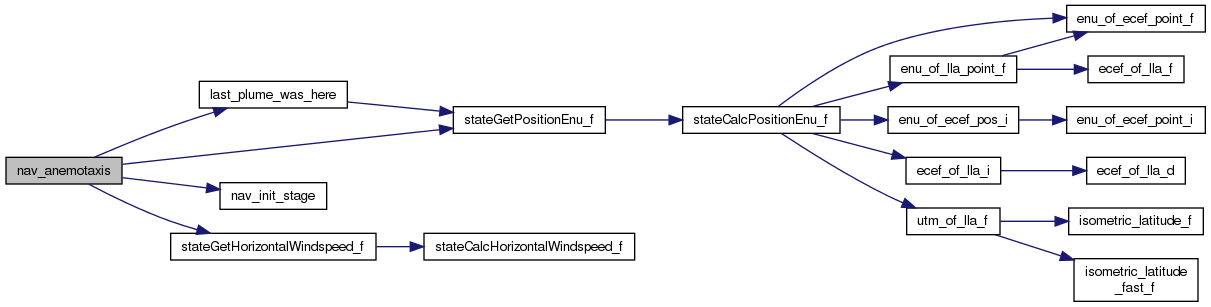 nav_anemotaxis
last_plume_was_here
nav_init_stage
stateGetHorizontalWindspeed_f
stateGetPositionEnu_f
stateCalcHorizontalWindspeed_f
stateCalcPositionEnu_f
enu_of_lla_point_f
enu_of_ecef_pos_i
ecef_of_lla_i
utm_of_lla_f
enu_of_ecef_point_f
ecef_of_lla_f
enu_of_ecef_point_i
ecef_of_lla_d
isometric_latitude_f
isometric_latitude
_fast_f